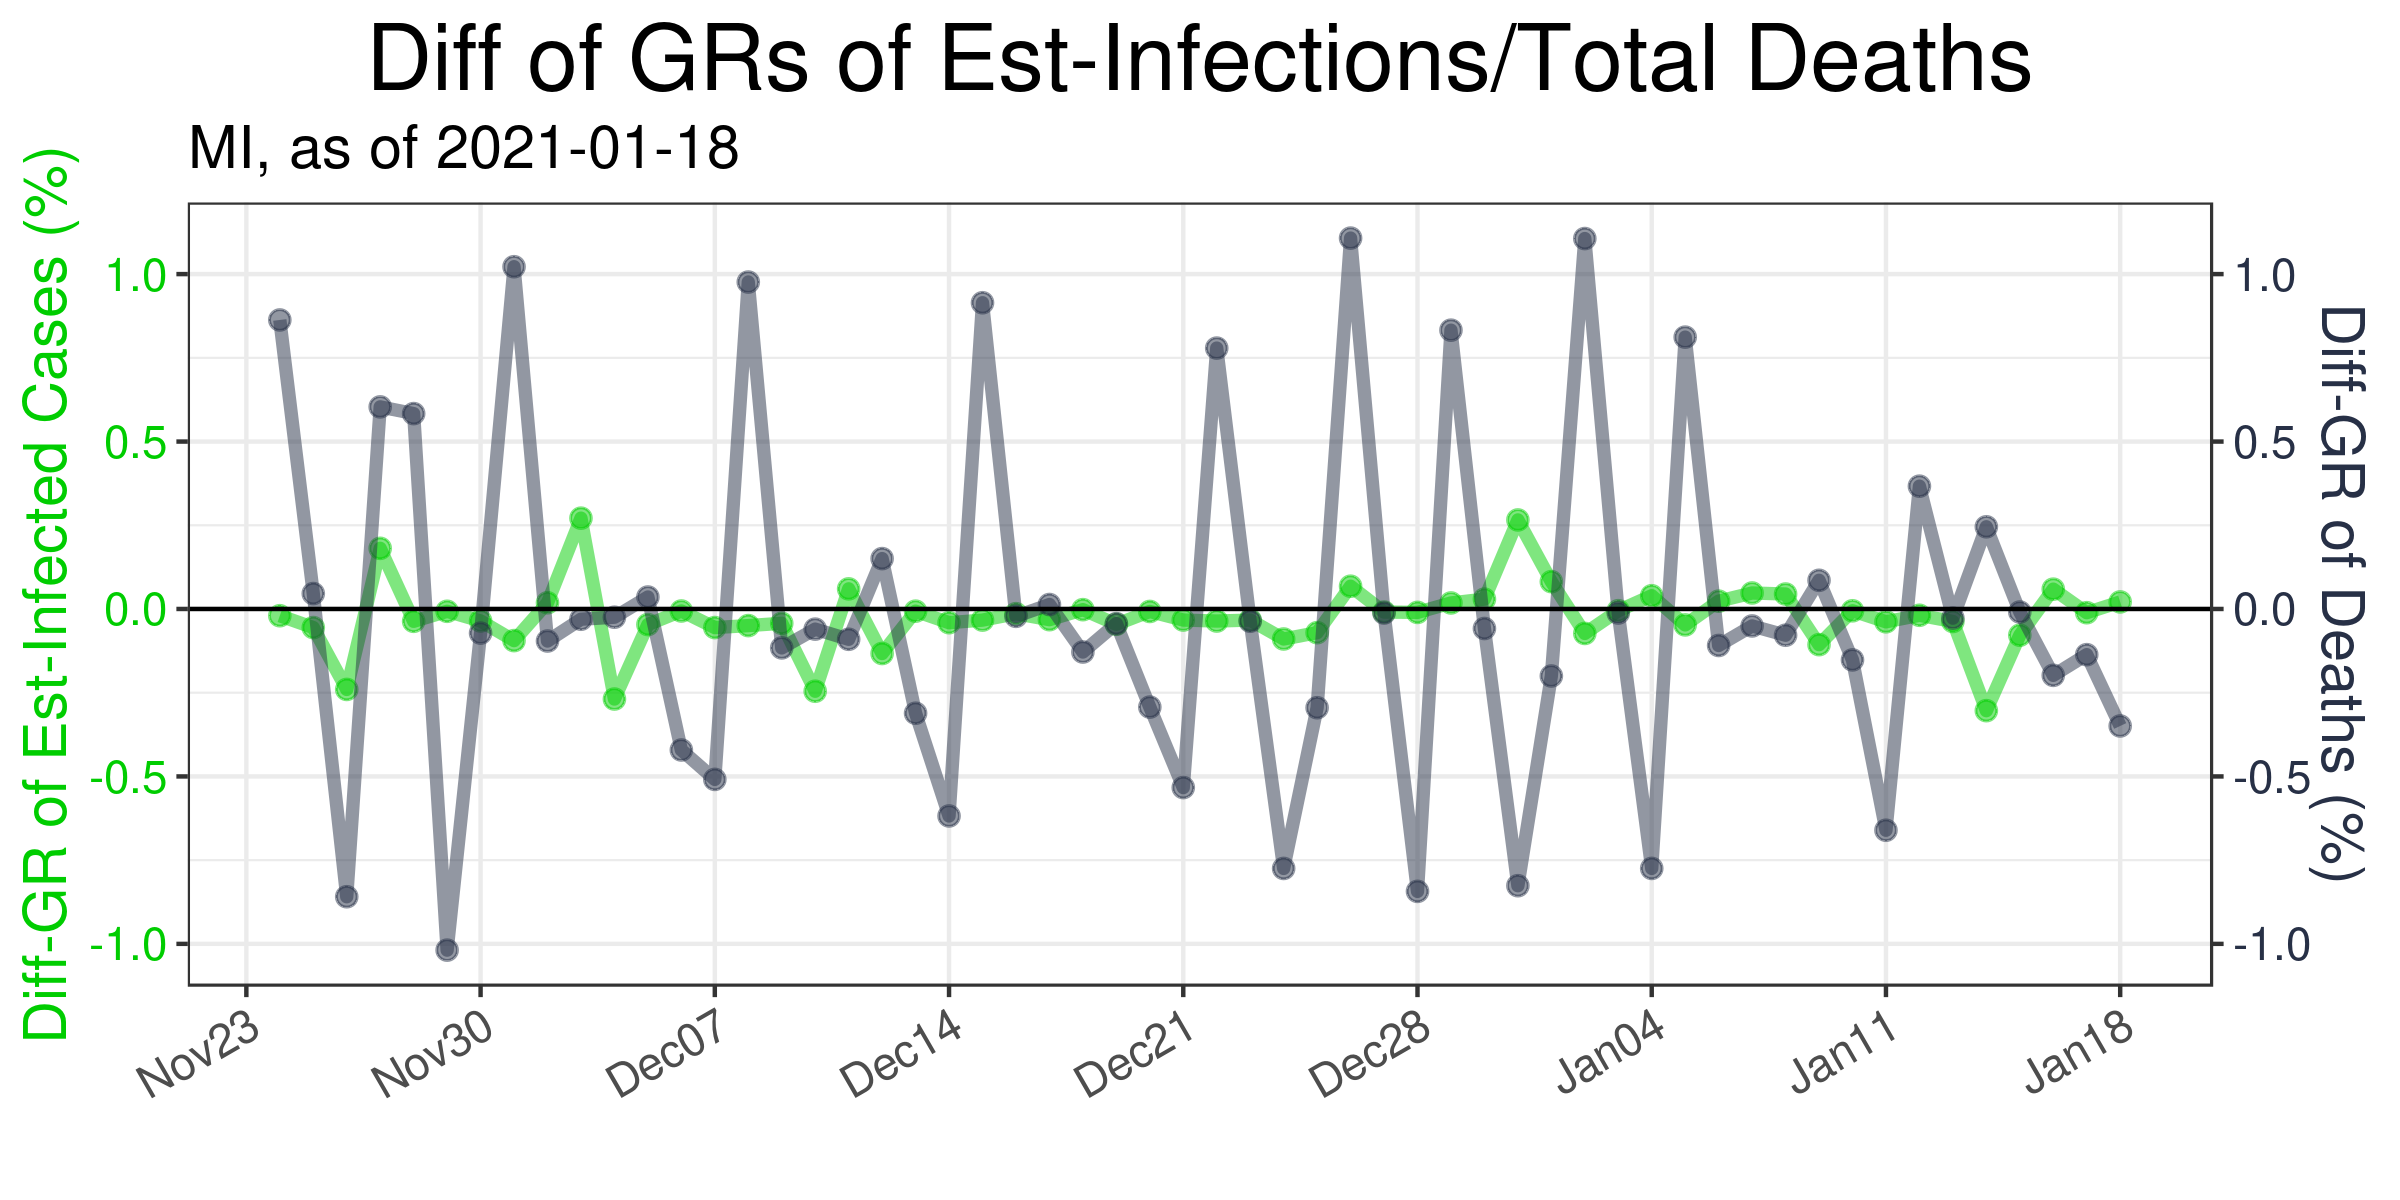 Diff of GRs of Est-Infections/Total Deaths
MI, as of 2021-01-18
Diff-GR of Est-Infected Cases (%)
1.0
0.5
0.0
-0.5
-1.0
1.0
0.5
0.0
-0.5
-1.0
Diff-GR of Deaths (%)
Nov23
Nov30
Dec07
Dec14
Dec21
Dec28
Jan04
Jan11
Jan18